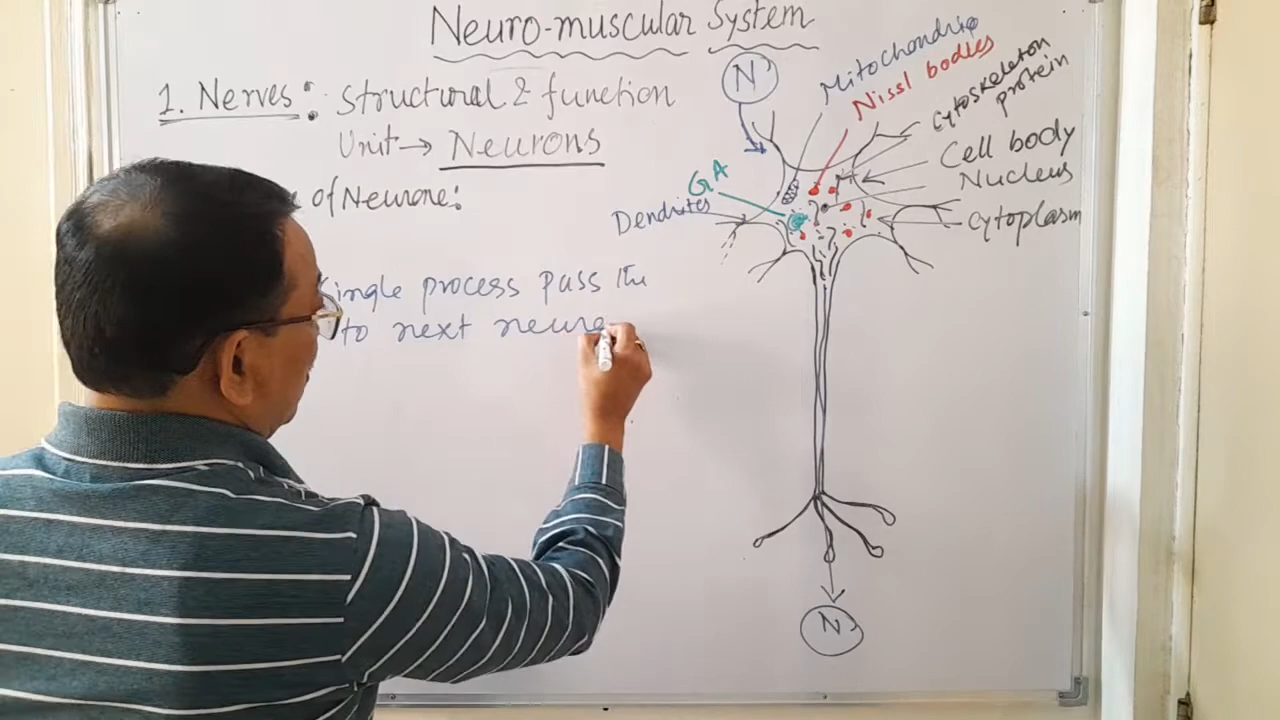 Neuro-muscular System
1. Nerves: Structural & function
Unit → Neurons
of Neurone:
Single process pass the
to next neuro
N
Mitochondria
Nissl bodies
Cytoskeleton
protein
Cell body
Nucleus
Cytoplasm
GA
Dendrites
N